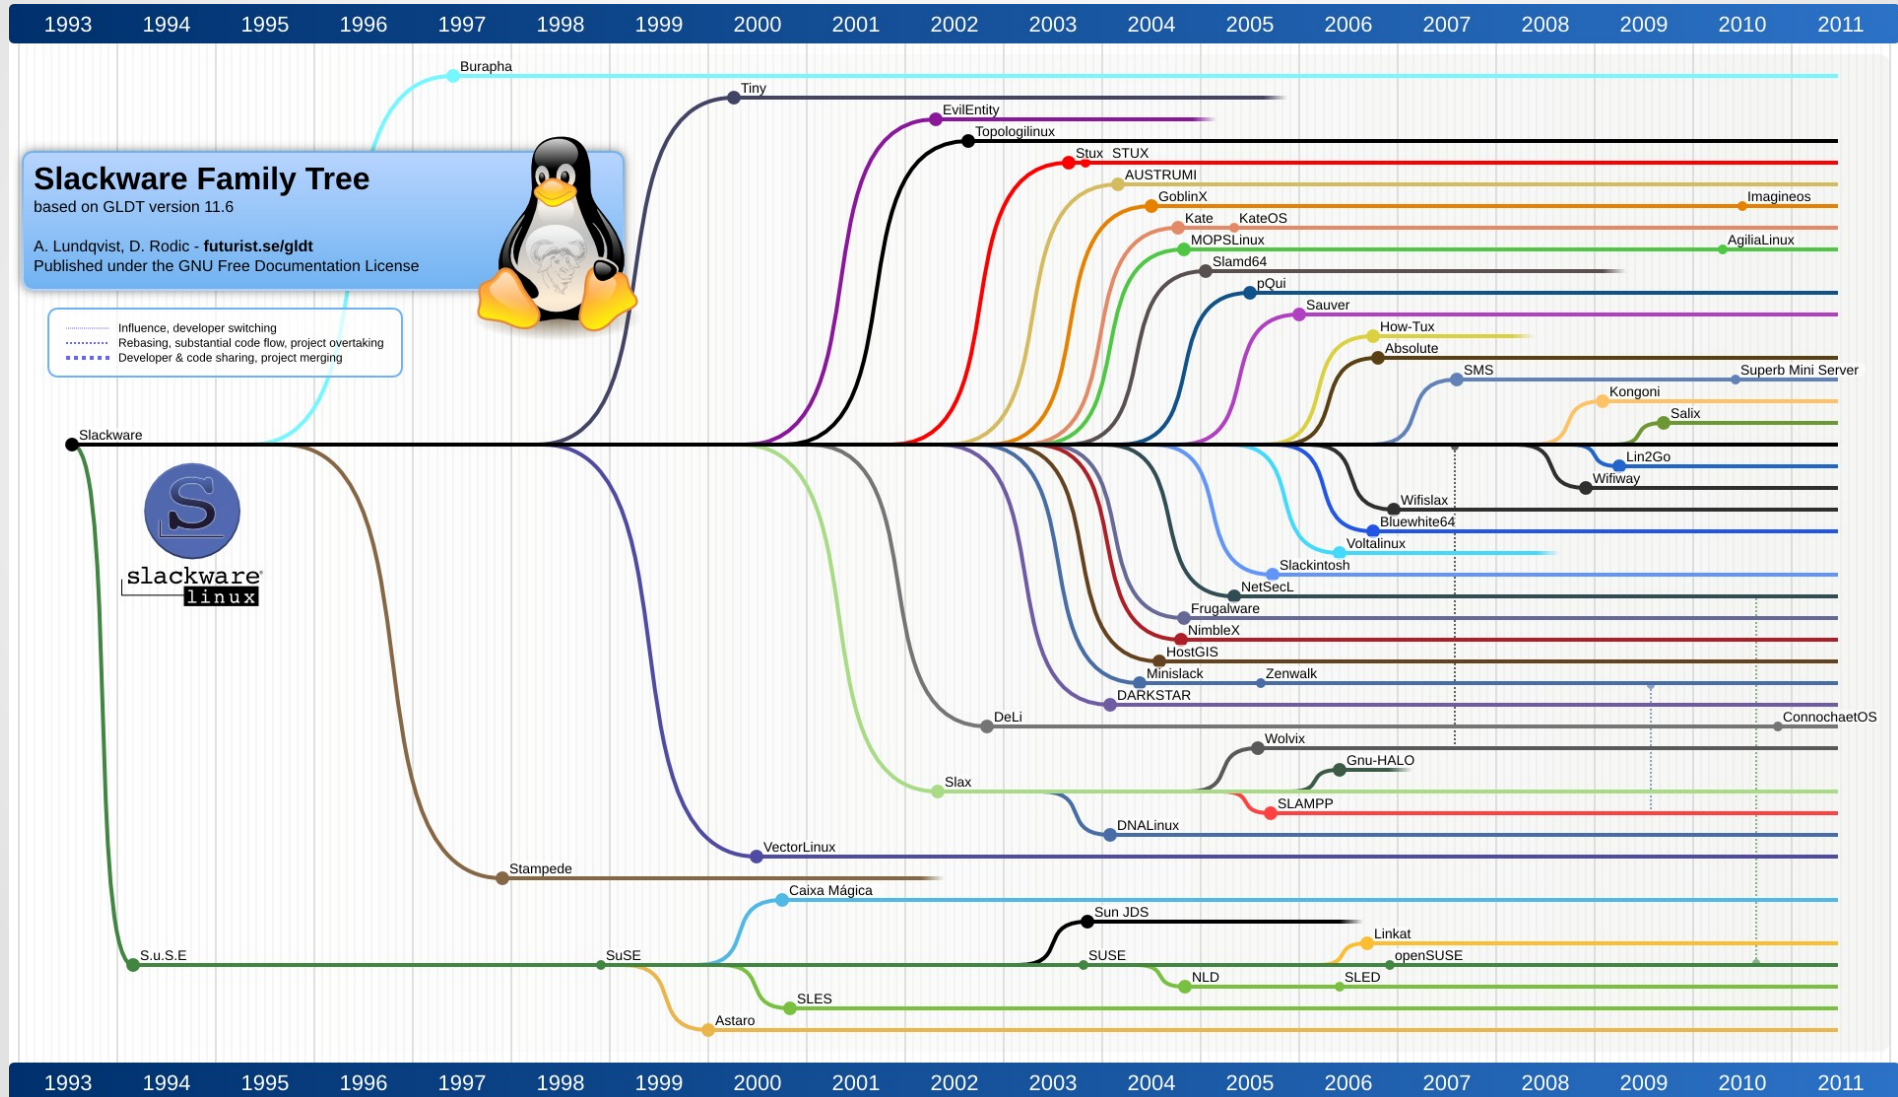 1993 1994 1995 1996 1997 1998 1999 2000 2001 2002 2003 2004 2005 2006 2007 2008 2009 2010 2011
Burapha
Tiny
EvilEntity
Topologilinux
Stux STUX
AUSTRUMI
GoblinX Imagineos
Kate KateOS
MOPSLinux AgiliaLinux
Slamd64
pQui
Sauver
How-Tux
Absolute
SMS Superb Mini Server
Kongoni
Salix
Slackware Family Tree
based on GLDT version 11.6
A. Lundqvist, D. Rodic - futurist.se/gldt
Published under the GNU Free Documentation License
Influence, developer switching
Rebasing, substantial code flow, project overtaking
Developer & code sharing, project merging
Slackware
S
slackware
linux
Lin2Go
Wifiway
Wifislax
Bluewhite64
Voltalinux
Slackintosh
NetSecL
Frugalware
NimbleX
HostGIS
Minislack Zenwalk
DARKSTAR
DeLi ConnochaetOS
Wolvix
Gnu-HALO
Slax
SLAMPP
DNALinux
VectorLinux
Stampede
Caixa Mágica
Sun JDS
Linkat
S.u.S.E SuSE SUSE openSUSE
NLD SLED
SLES
Astaro
1993 1994 1995 1996 1997 1998 1999 2000 2001 2002 2003 2004 2005 2006 2007 2008 2009 2010 2011